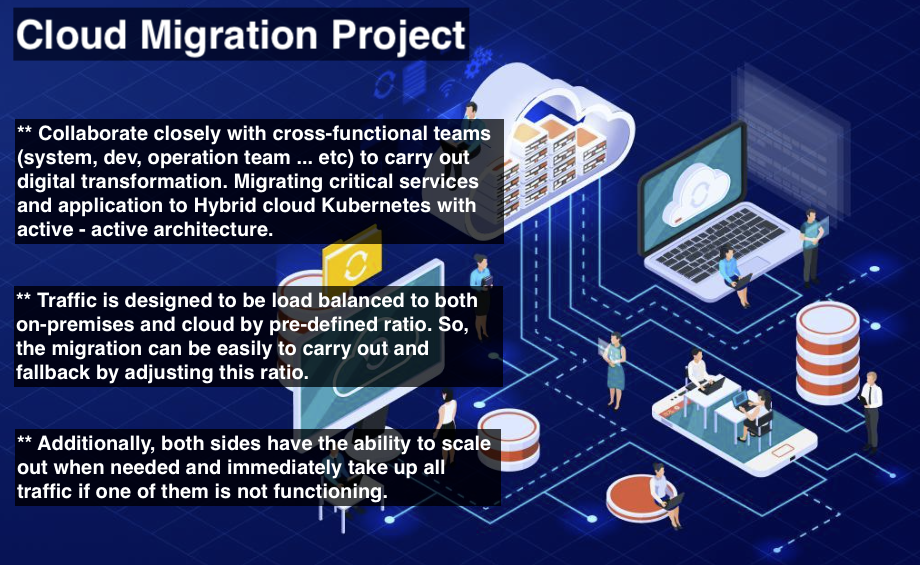 Cloud Migration Project
** Collaborate closely with cross-functional teams
(system, dev, operation team ... etc) to carry out
digital transformation. Migrating critical services
and application to Hybrid cloud Kubernetes with
active - active architecture.
** Traffic is designed to be load balanced to both
on-premises and cloud by pre-defined ratio. So,
the migration can be easily to carry out and
fallback by adjusting this ratio.
** Additionally, both sides have the ability to scale
out when needed and immediately take up all
traffic if one of them is not functioning.